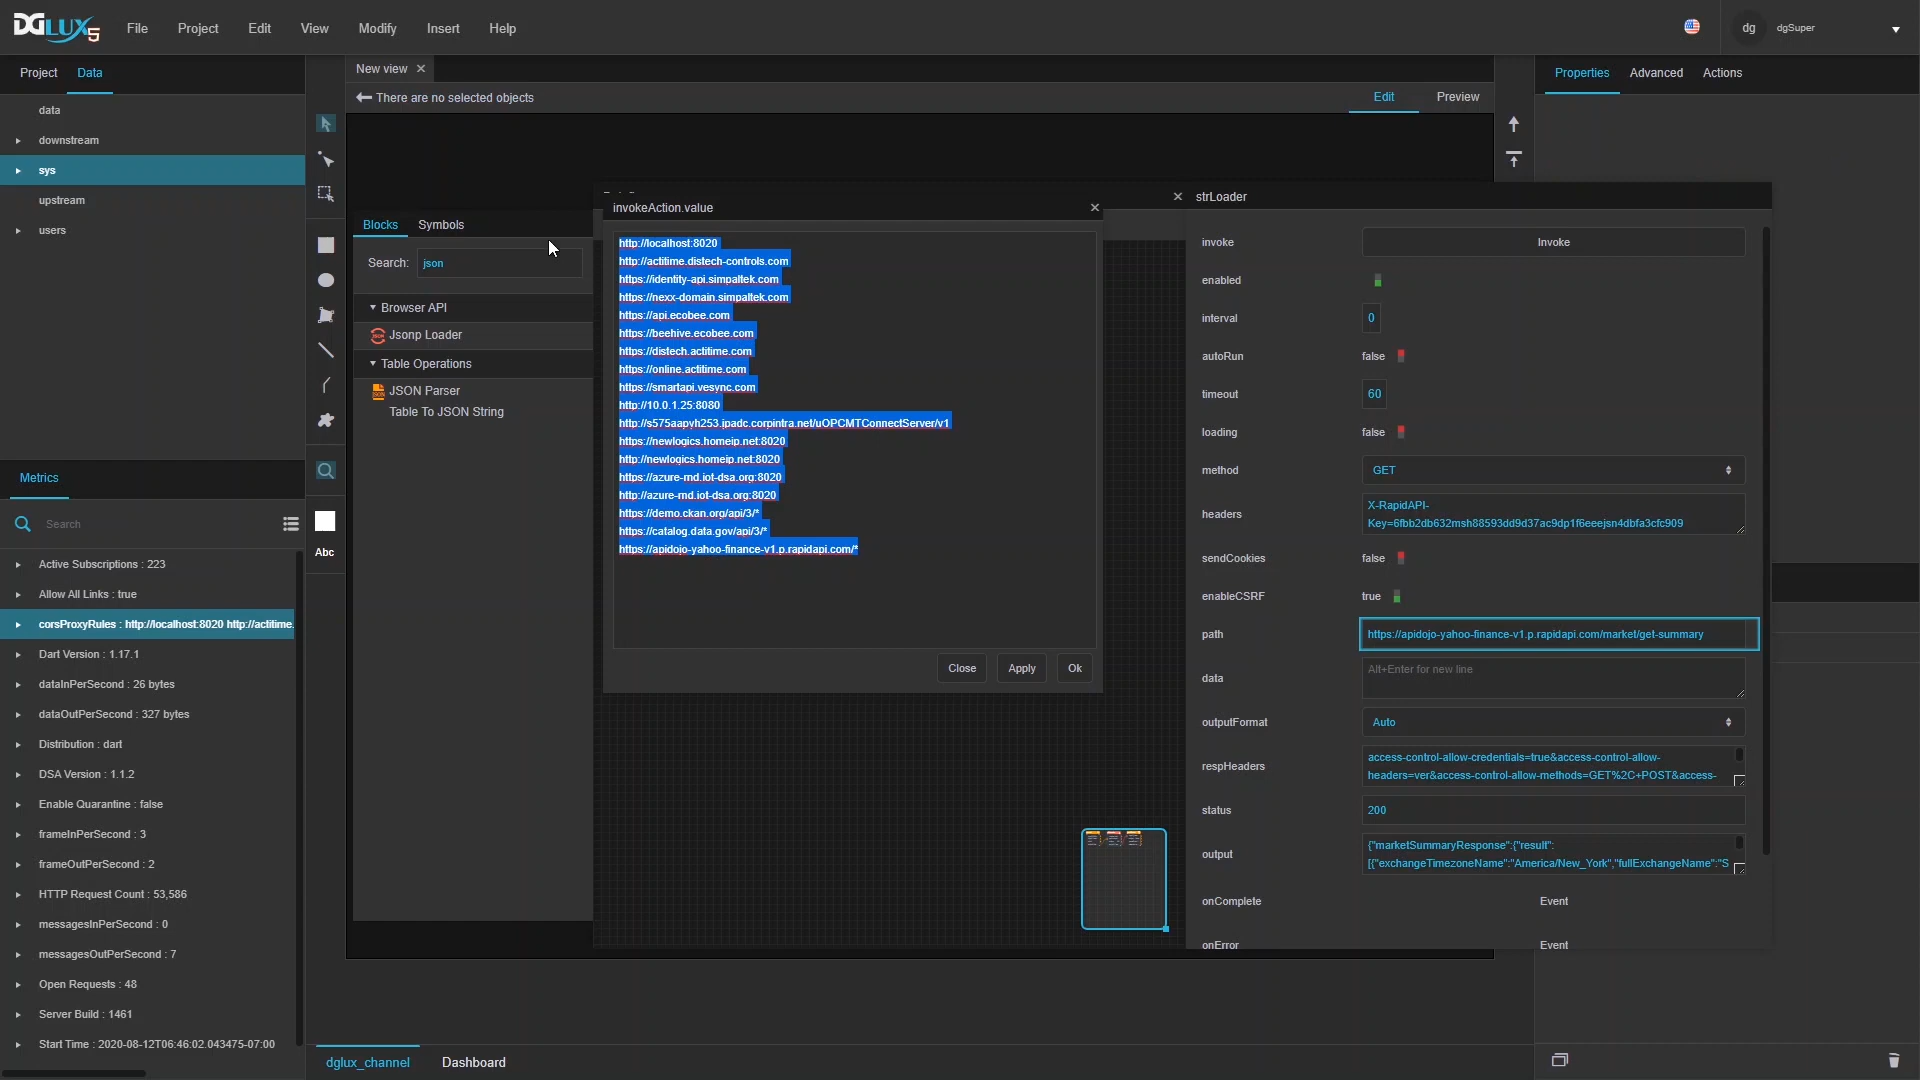 DGLUX5
File
Project
Edit
View
Modify
Insert
Help
dg
dgSuper
Project
Data
data
downstream
sys
upstream
users
New view
There are no selected objects
Edit
Preview
Properties
Advanced
Actions
Blocks
Symbols
Search:
json
Browser API
Jsonp Loader
Table Operations
JSON Parser
Table To JSON String
invokeAction.value
http://localhost:8020
http://actitime.distech-controls.com
https://identity-api.simpaltek.com
https://nexx-domain.simpaltek.com
https://api.ecobee.com
https://beehive.ecobee.com
https://distech.actitime.com
https://online.actitime.com
https://smartapi.vesync.com
http://10.0.1.25:8080
http://s575aapyh253.jpadc.corpintra.net/uOPCMTConnectServer/v1
https://newlogics.homeip.net:8020
http://newlogics.homeip.net:8020
https://azure-md.iot-dsa.org:8020
http://azure-md.iot-dsa.org:8020
https://demo.ckan.org/api/3/*
https://catalog.data.gov/api/3/*
https://apidojo-yahoo-finance-v1.p.rapidapi.com/*
Close
Apply
Ok
strLoader
invoke
Invoke
enabled
interval
0
autoRun
false
timeout
60
loading
false
method
GET
headers
X-RapidAPI-
Key=6fbb2db632msh88593dd9d37ac9dp1f6eeejsn4dbfa3cfc909
sendCookies
false
enableCSRF
true
path
https://apidojo-yahoo-finance-v1.p.rapidapi.com/market/get-summary
data
Alt+Enter for new line
outputFormat
Auto
respHeaders
access-control-allow-credentials=true&access-control-allow-
headers=ver&access-control-allow-methods=GET%2C+POST&access-
status
200
output
{"marketSummaryResponse":{"result":
[{"exchangeTimezoneName":"America/New_York","fullExchangeName":"S
onComplete
Event
onError
Event
Metrics
Search
Abc
Active Subscriptions : 223
Allow All Links : true
corsProxyRules : http://localhost:8020 http://actitime.
Dart Version : 1.17.1
dataInPerSecond : 26 bytes
dataOutPerSecond : 327 bytes
Distribution : dart
DSA Version : 1.1.2
Enable Quarantine : false
frameInPerSecond : 3
frameOutPerSecond : 2
HTTP Request Count : 53,586
messagesInPerSecond : 0
messagesOutPerSecond : 7
Open Requests : 48
Server Build : 1461
Start Time : 2020-08-12T06:46:02.043475-07:00
dglux_channel
Dashboard